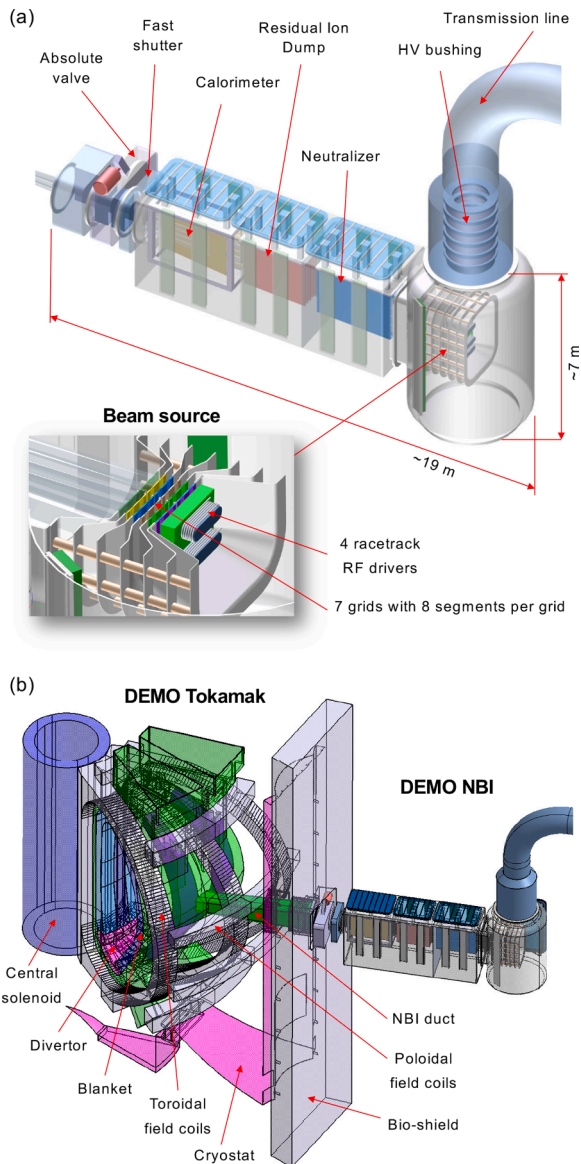 (a)
Fast
shutter
Residual Ion
Dump
Transmission line
Absolute
valve
Calorimeter
HV bushing
Neutralizer
~7 m
~19 m
Beam source
4 racetrack
RF drivers
7 grids with 8 segments per grid
(b)
DEMO Tokamak
DEMO NBI
Central
solenoid
Divertor
Blanket
Toroidal
field coils
Cryostat
NBI duct
Poloidal
field coils
Bio-shield